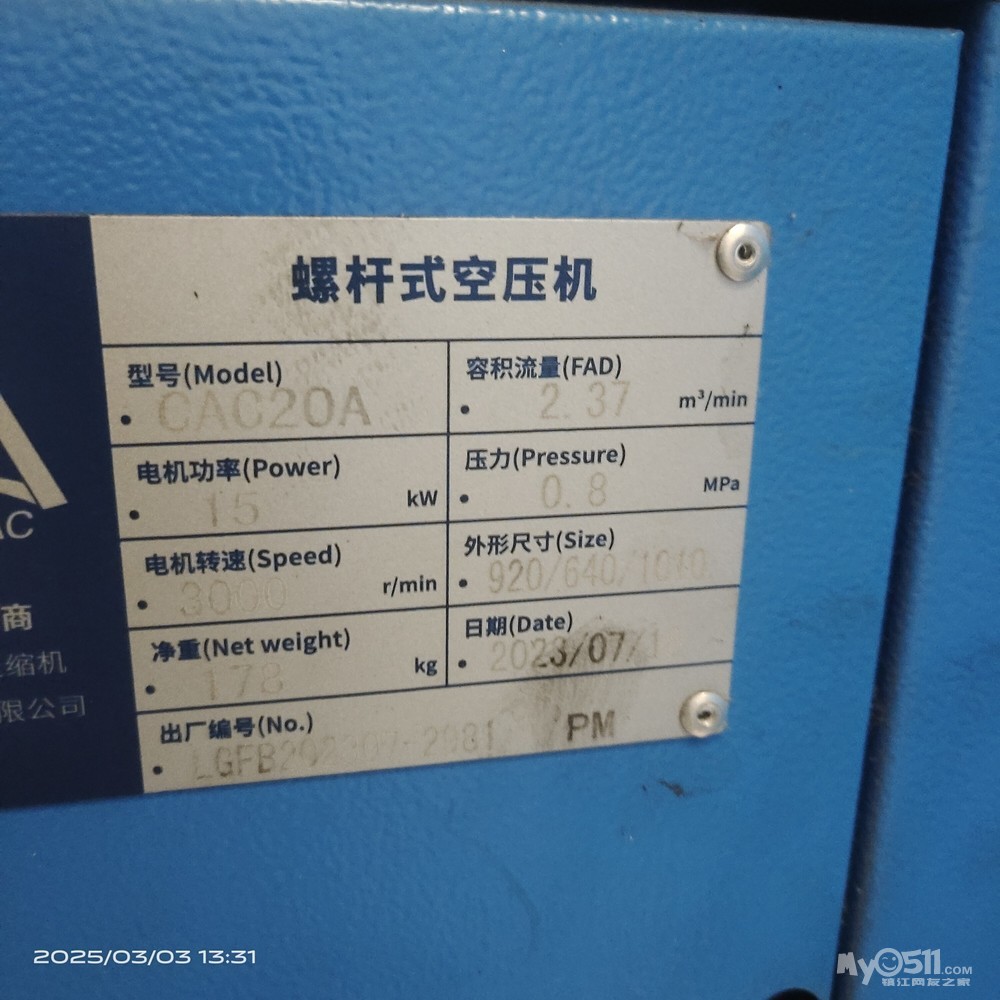 螺杆式空压机
型号(Model)
CAC20A
容积流量(FAD)
2.37 m³/min
电机功率(Power)
15 kW
压力(Pressure)
0.8 MPa
电机转速(Speed)
3000 r/min
外形尺寸(Size)
920/640/
净重(Net weight)
178 kg
日期(Date)
2023/07/
出厂编号(No.)
PM
AC
商
缩机
限公司
2025/03/03 13:31
My0511.COM
镇江网友之家